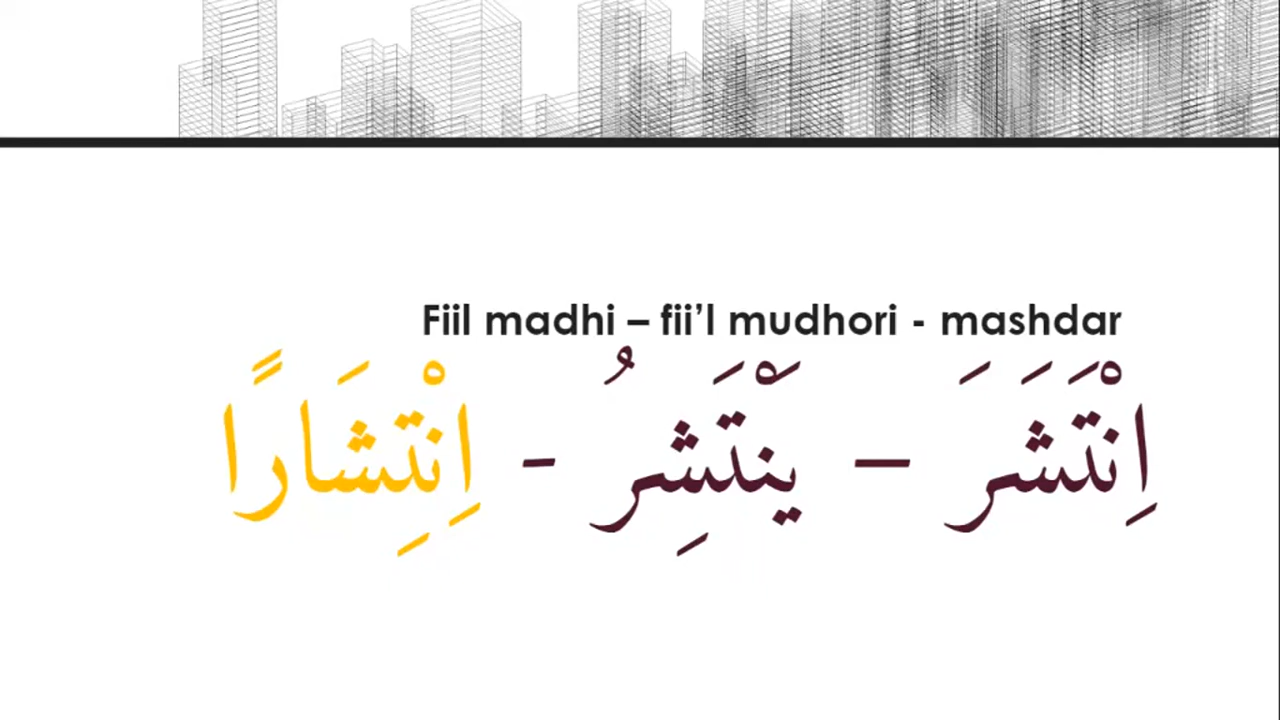 Fiil madhi – fii’l mudhori - mashdar
اِنْتَشَرَ – يَنْتَشِرُ - اِنْتِشَارًا